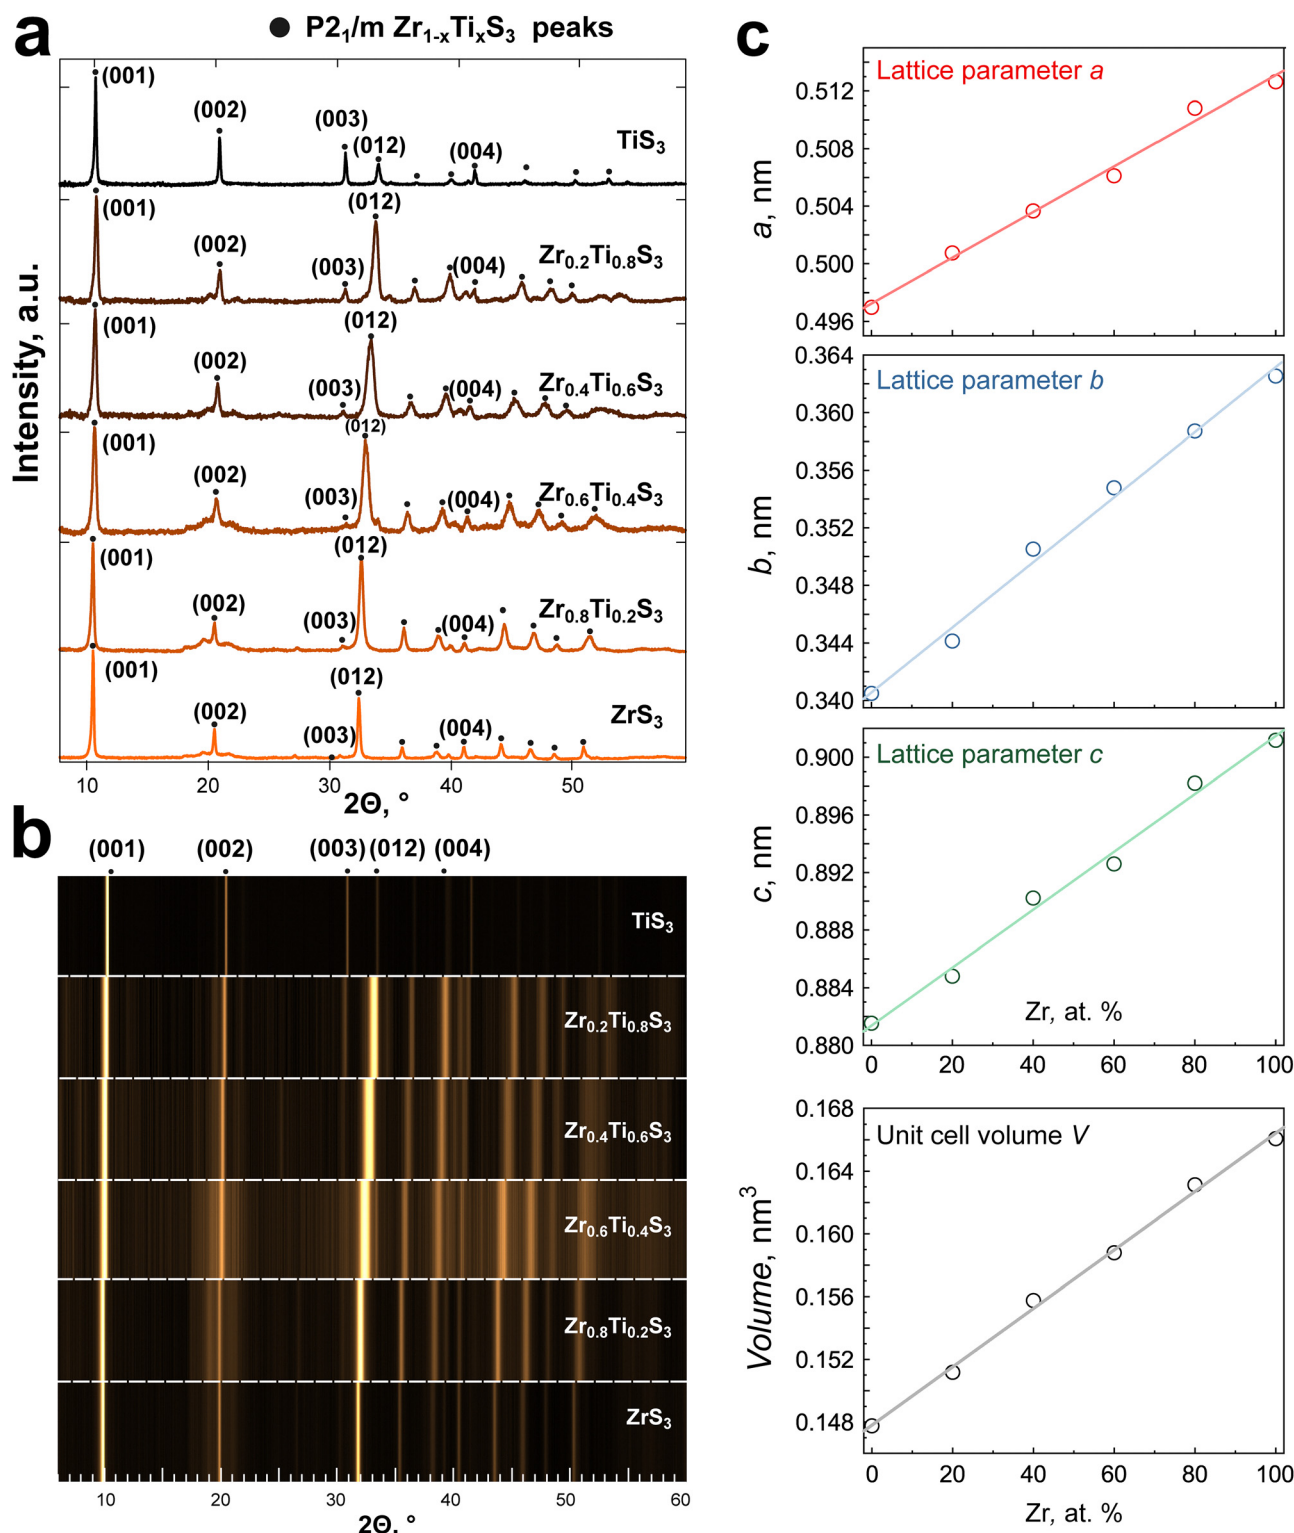 a
● P2₁/m Zr₁₋ₓTiₓS₃ peaks
Intensity, a.u.
(001)
(002)
(003)
(012)
(004)
TiS₃
(001)
(002)
(003)
(012)
(004)
Zr₀.₂Ti₀.₈S₃
(001)
(002)
(003)
(012)
(004)
Zr₀.₄Ti₀.₆S₃
(001)
(002)
(003)
(012)
(004)
Zr₀.₆Ti₀.₄S₃
(001)
(002)
(003)
(012)
(004)
Zr₀.₈Ti₀.₂S₃
(001)
(002)
(003)
(012)
(004)
ZrS₃
10 20 30 40 50
2Θ, °
b
(001) (002) (003) (012) (004)
TiS₃
Zr₀.₂Ti₀.₈S₃
Zr₀.₄Ti₀.₆S₃
Zr₀.₆Ti₀.₄S₃
Zr₀.₈Ti₀.₂S₃
ZrS₃
10 20 30 40 50 60
2Θ, °
c
Lattice parameter a
a, nm
0.512
0.508
0.504
0.500
0.496
Lattice parameter b
b, nm
0.364
0.360
0.356
0.352
0.348
0.344
0.340
Lattice parameter c
c, nm
0.900
0.896
0.892
0.888
0.884
0.880
Zr, at. %
0 20 40 60 80 100
Unit cell volume V
Volume, nm³
0.168
0.164
0.160
0.156
0.152
0.148
0 20 40 60 80 100
Zr, at. %